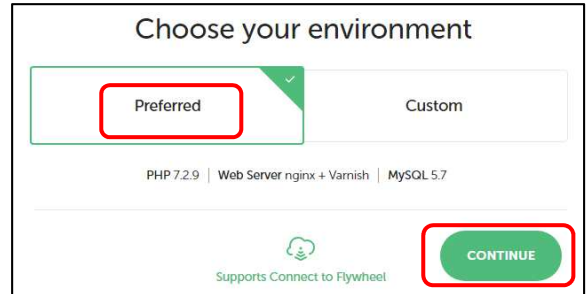 Choose your environment
Preferred Custom
PHP 7.2.9 | Web Server nginx + Varnish | MySQL 5.7
Supports Connect to Flywheel
CONTINUE